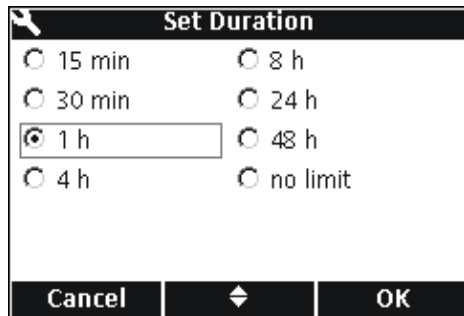 Set Duration
15 min
30 min
1 h
4 h
8 h
24 h
48 h
no limit
Cancel
OK